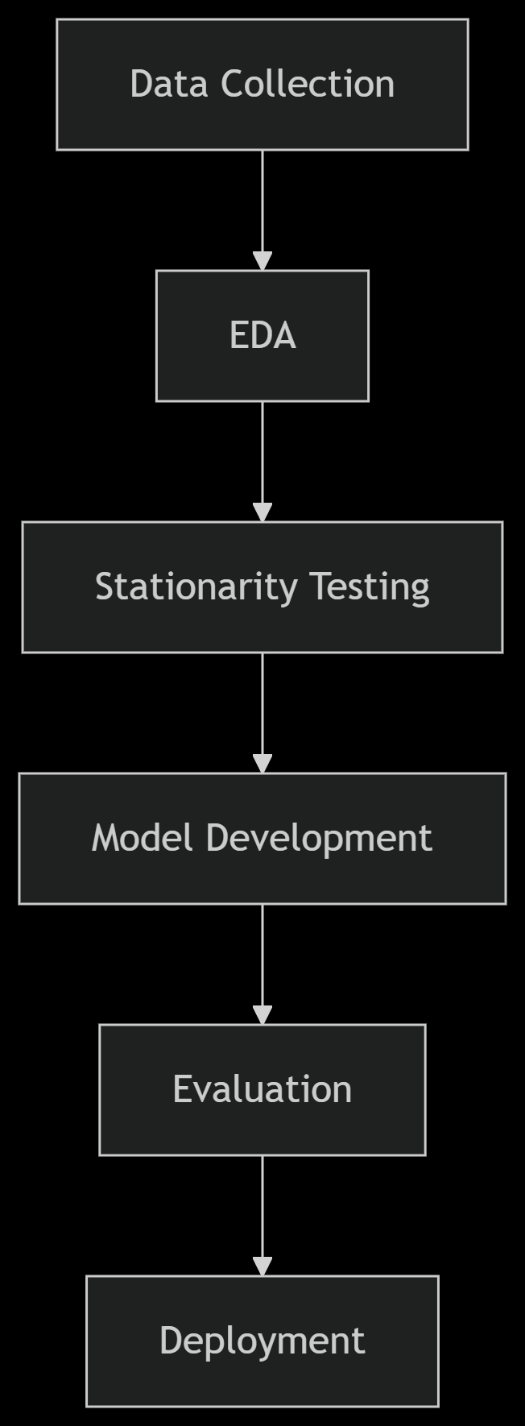 Data Collection
EDA
Stationarity Testing
Model Development
Evaluation
Deployment